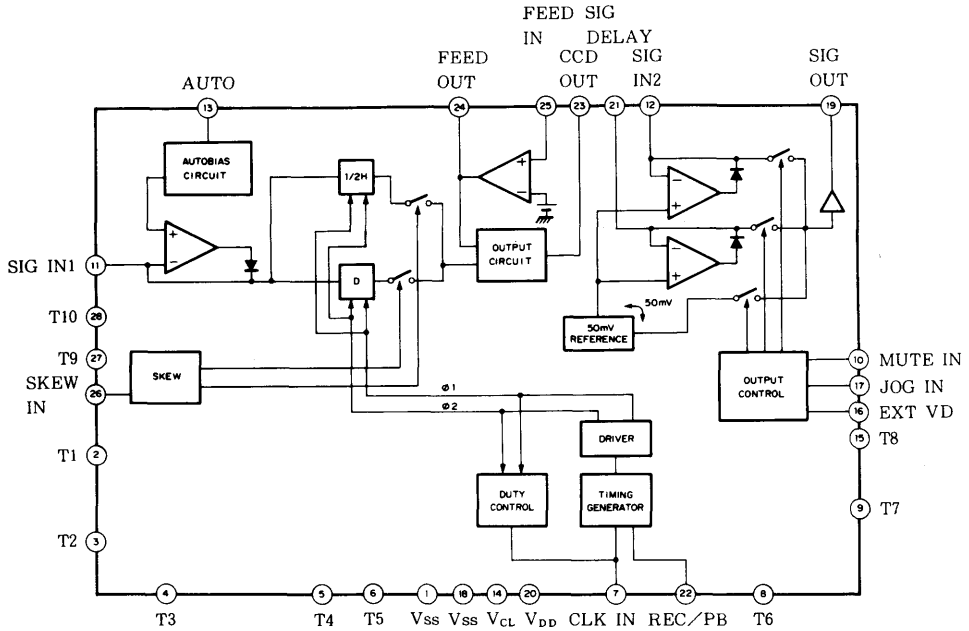 FEED SIG
IN DELAY
FEED CCD SIG SIG
OUT OUT IN2 OUT
AUTO
13 24 25 23 21 12 19
AUTOBIAS
CIRCUIT
1/2H
+
−
+
−
−
+
−
+
OUTPUT
CIRCUIT
SIG IN1 11
D
50mV
50mV
REFERENCE
T10 28
T9 27
SKEW
IN 26
SKEW
MUTE IN 10
JOG IN 17
EXT VD 16
T8 15
OUTPUT
CONTROL
ø1
ø2
DRIVER
T1 2
DUTY
CONTROL
TIMING
GENERATOR
9 T7
T2 3
4 5 6 1 18 14 20 7 22 8
T3 T4 T5 VSS VSS VCL VDD CLK IN REC/PB T6